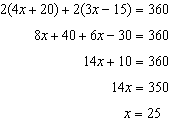 2(4x + 20) + 2(3x − 15) = 360
8x + 40 + 6x − 30 = 360
14x + 10 = 360
14x = 350
x = 25